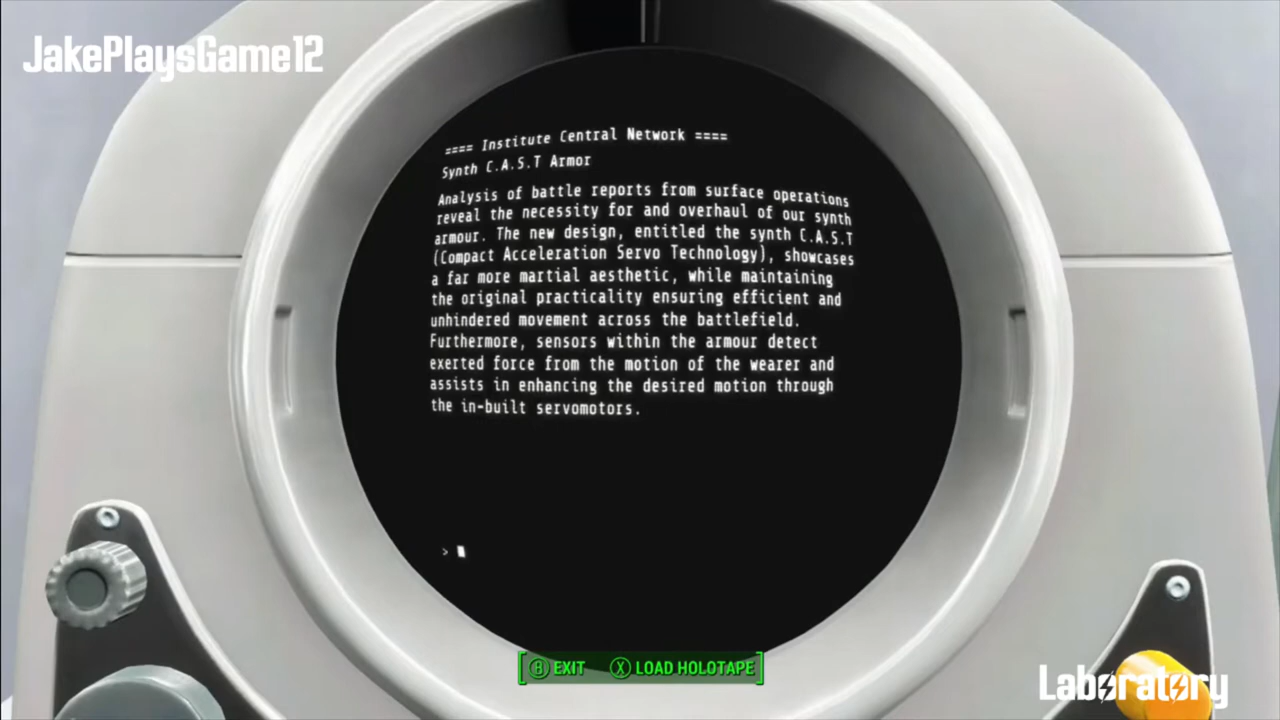 JakePlaysGame12
==== Institute Central Network ====
Synth C.A.S.T Armor
Analysis of battle reports from surface operations
reveal the necessity for and overhaul of our synth
armour. The new design, entitled the synth C.A.S.T
(Compact Acceleration Servo Technology), showcases
a far more martial aesthetic, while maintaining
the original practicality ensuring efficient and
unhindered movement across the battlefield.
Furthermore, sensors within the armour detect
exerted force from the motion of the wearer and
assists in enhancing the desired motion through
the in-built servomotors.
>
B) EXIT X) LOAD HOLOTAPE
Laboratory